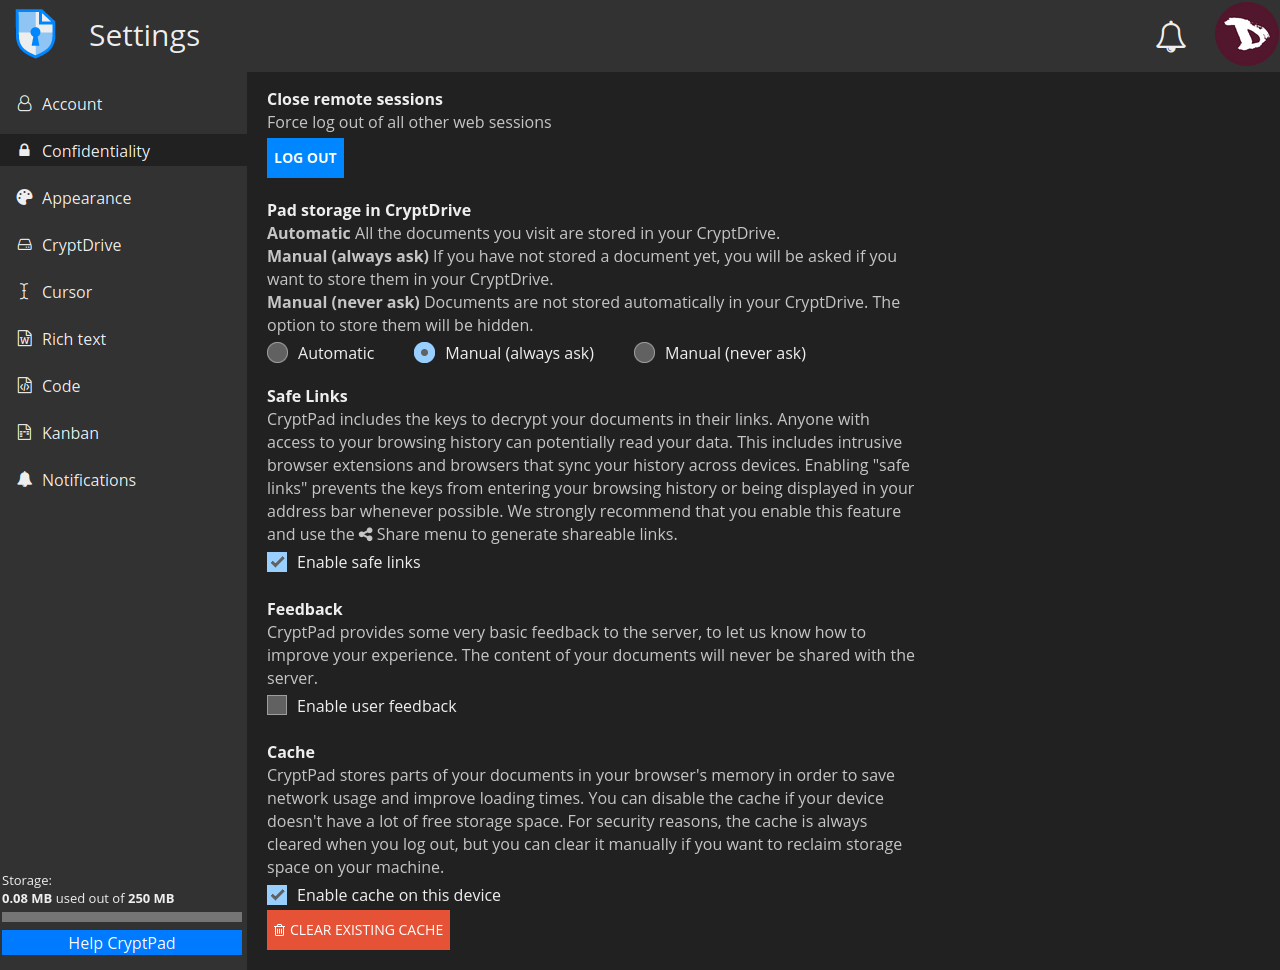 Settings
Account
Confidentiality
Appearance
CryptDrive
Cursor
Rich text
Code
Kanban
Notifications
Storage:
0.08 MB used out of 250 MB
Help CryptPad
Close remote sessions
Force log out of all other web sessions
LOG OUT
Pad storage in CryptDrive
Automatic All the documents you visit are stored in your CryptDrive.
Manual (always ask) If you have not stored a document yet, you will be asked if you
want to store them in your CryptDrive.
Manual (never ask) Documents are not stored automatically in your CryptDrive. The
option to store them will be hidden.
Automatic Manual (always ask) Manual (never ask)
Safe Links
CryptPad includes the keys to decrypt your documents in their links. Anyone with
access to your browsing history can potentially read your data. This includes intrusive
browser extensions and browsers that sync your history across devices. Enabling "safe
links" prevents the keys from entering your browsing history or being displayed in your
address bar whenever possible. We strongly recommend that you enable this feature
and use the Share menu to generate shareable links.
Enable safe links
Feedback
CryptPad provides some very basic feedback to the server, to let us know how to
improve your experience. The content of your documents will never be shared with the
server.
Enable user feedback
Cache
CryptPad stores parts of your documents in your browser's memory in order to save
network usage and improve loading times. You can disable the cache if your device
doesn't have a lot of free storage space. For security reasons, the cache is always
cleared when you log out, but you can clear it manually if you want to reclaim storage
space on your machine.
Enable cache on this device
CLEAR EXISTING CACHE